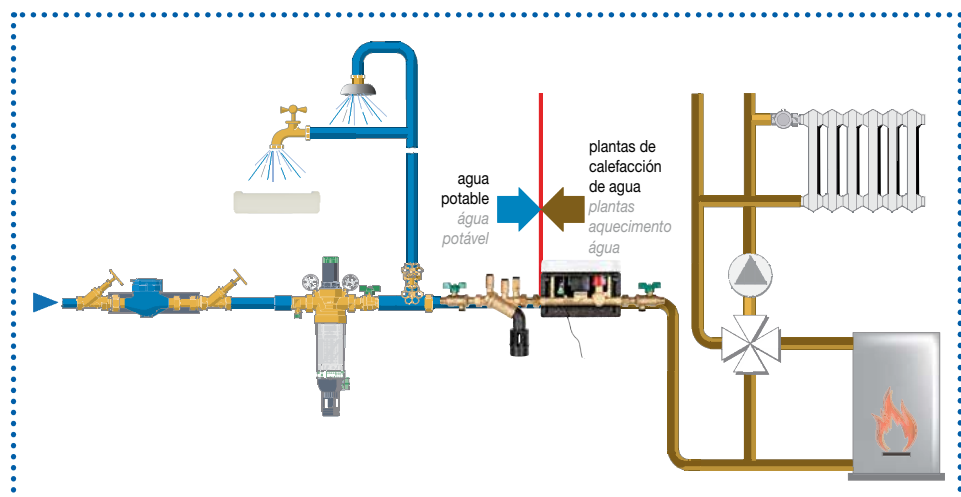 agua
potable
água
potável
plantas de
calefacción
de agua
plantas
aquecimento
água